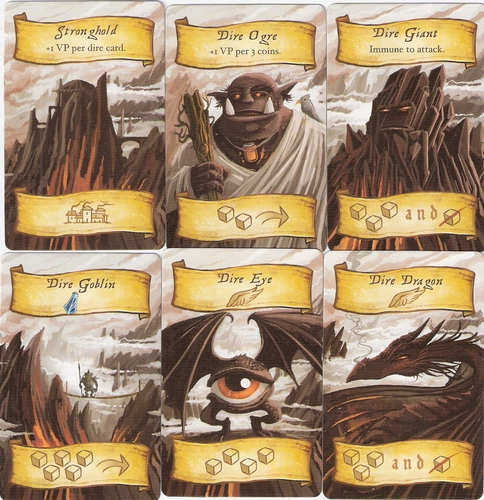 Stronghold
+1 VP per dire card.
Dire Ogre
+1 VP per 3 coins.
Dire Giant
Immune to attack.
and
Dire Goblin
Dire Eye
Dire Dragon
and